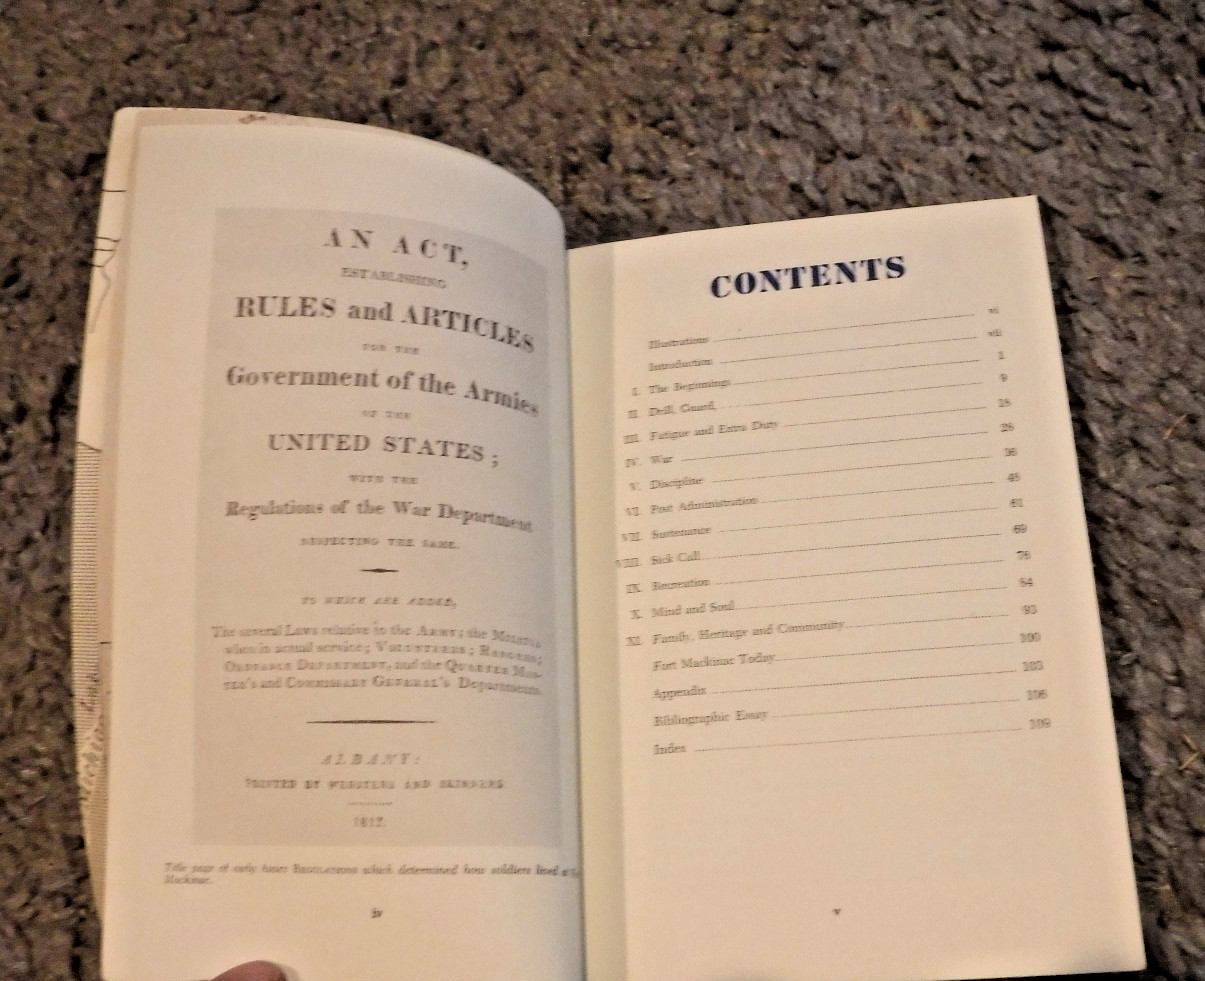 AN ACT,
ESTABLISHING
RULES and ARTICLES
FOR THE
Government of the Armies
OF THE
UNITED STATES;
WITH THE
Regulations of the War Department
RESPECTING THE SAME.
TO WHICH ARE ADDED,
The several Laws relative to the ARMY; the MILITIA
when in actual service; VOLUNTEERS; RANGERS;
ORDNANCE DEPARTMENT, and the QUARTER MAS-
TER's and COMMISSARY GENERAL's Departments.
ALBANY:
PRINTED BY WEBSTERS AND SKINNERS
1812.
Title page of early Army REGULATIONS which determined how soldiers lived at
Mackinac.
iv
CONTENTS
Illustrations vi
Introduction vii
I. The Beginnings 1
II. Drill, Guard, 9
III. Fatigue and Extra Duty 18
IV. War 28
V. Discipline 36
VI. Post Administration 48
VII. Sustenance 61
VIII. Sick Call 69
IX. Recreation 76
X. Mind and Soul 84
XI. Family, Heritage and Community 93
Fort Mackinac Today 100
Appendix 103
Bibliographic Essay 106
Index 109
v